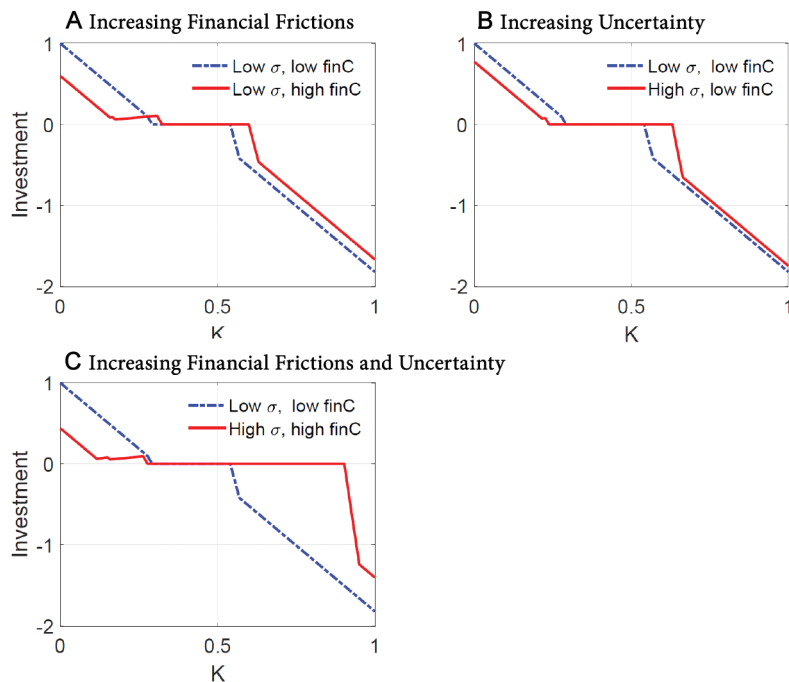 A Increasing Financial Frictions
Low σ, low finC
Low σ, high finC
Investment
1
0
-1
-2
0
0.5
1
K
B Increasing Uncertainty
Low σ, low finC
High σ, low finC
1
0
-1
-2
0
0.5
1
K
C Increasing Financial Frictions and Uncertainty
Low σ, low finC
High σ, high finC
Investment
1
0
-1
-2
0
0.5
1
K